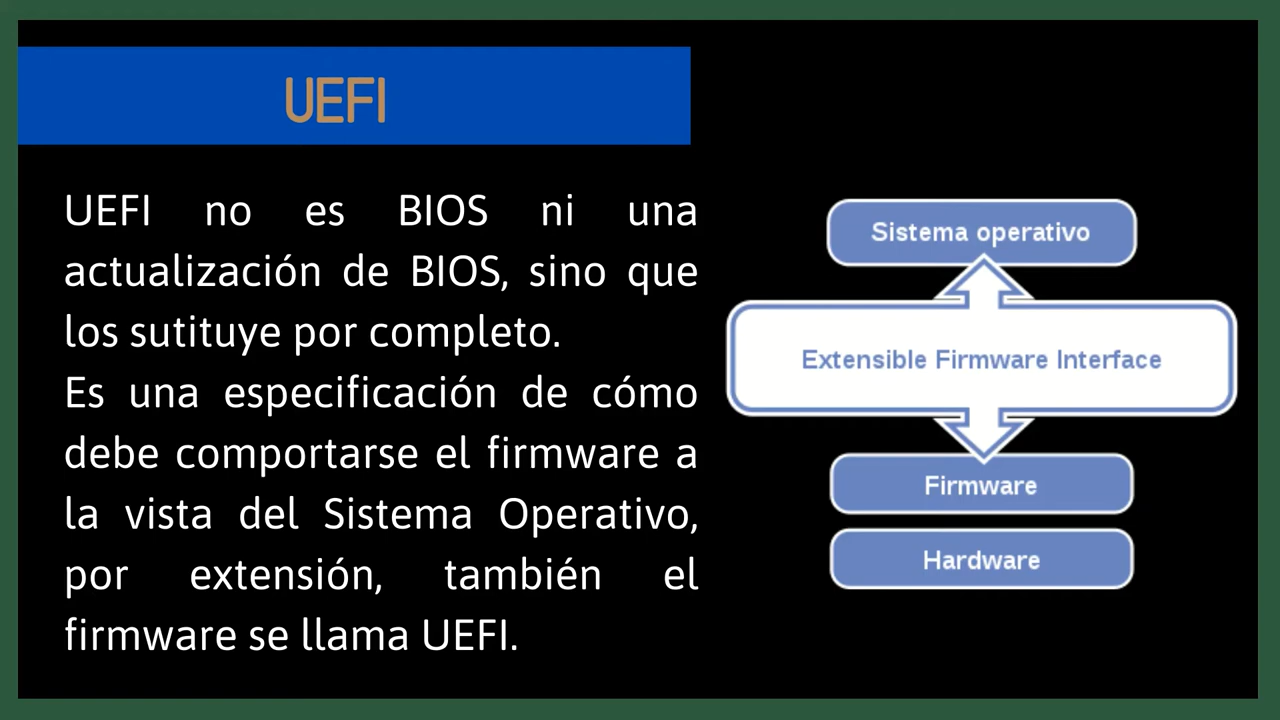 UEFI
UEFI no es BIOS ni una
actualización de BIOS, sino que
los sutituye por completo.
Es una especificación de cómo
debe comportarse el firmware a
la vista del Sistema Operativo,
por extensión, también el
firmware se llama UEFI.
Sistema operativo
Extensible Firmware Interface
Firmware
Hardware